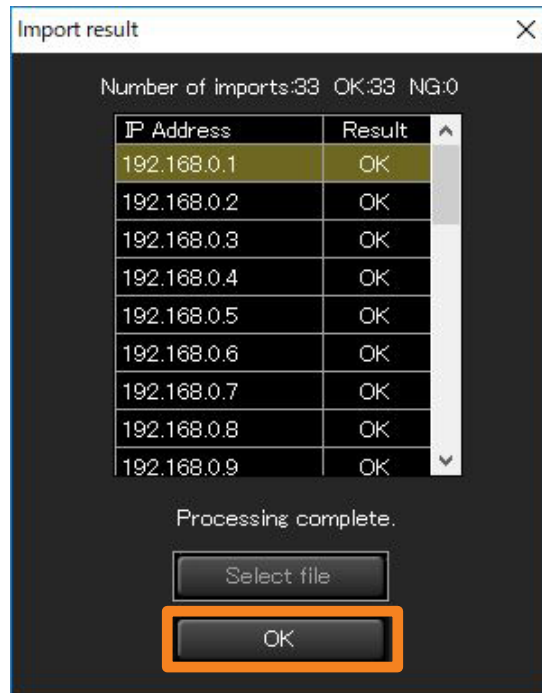 Import result
Number of imports:33 OK:33 NG:0
IP Address Result
192.168.0.1 OK
192.168.0.2 OK
192.168.0.3 OK
192.168.0.4 OK
192.168.0.5 OK
192.168.0.6 OK
192.168.0.7 OK
192.168.0.8 OK
192.168.0.9 OK
Processing complete.
Select file
OK